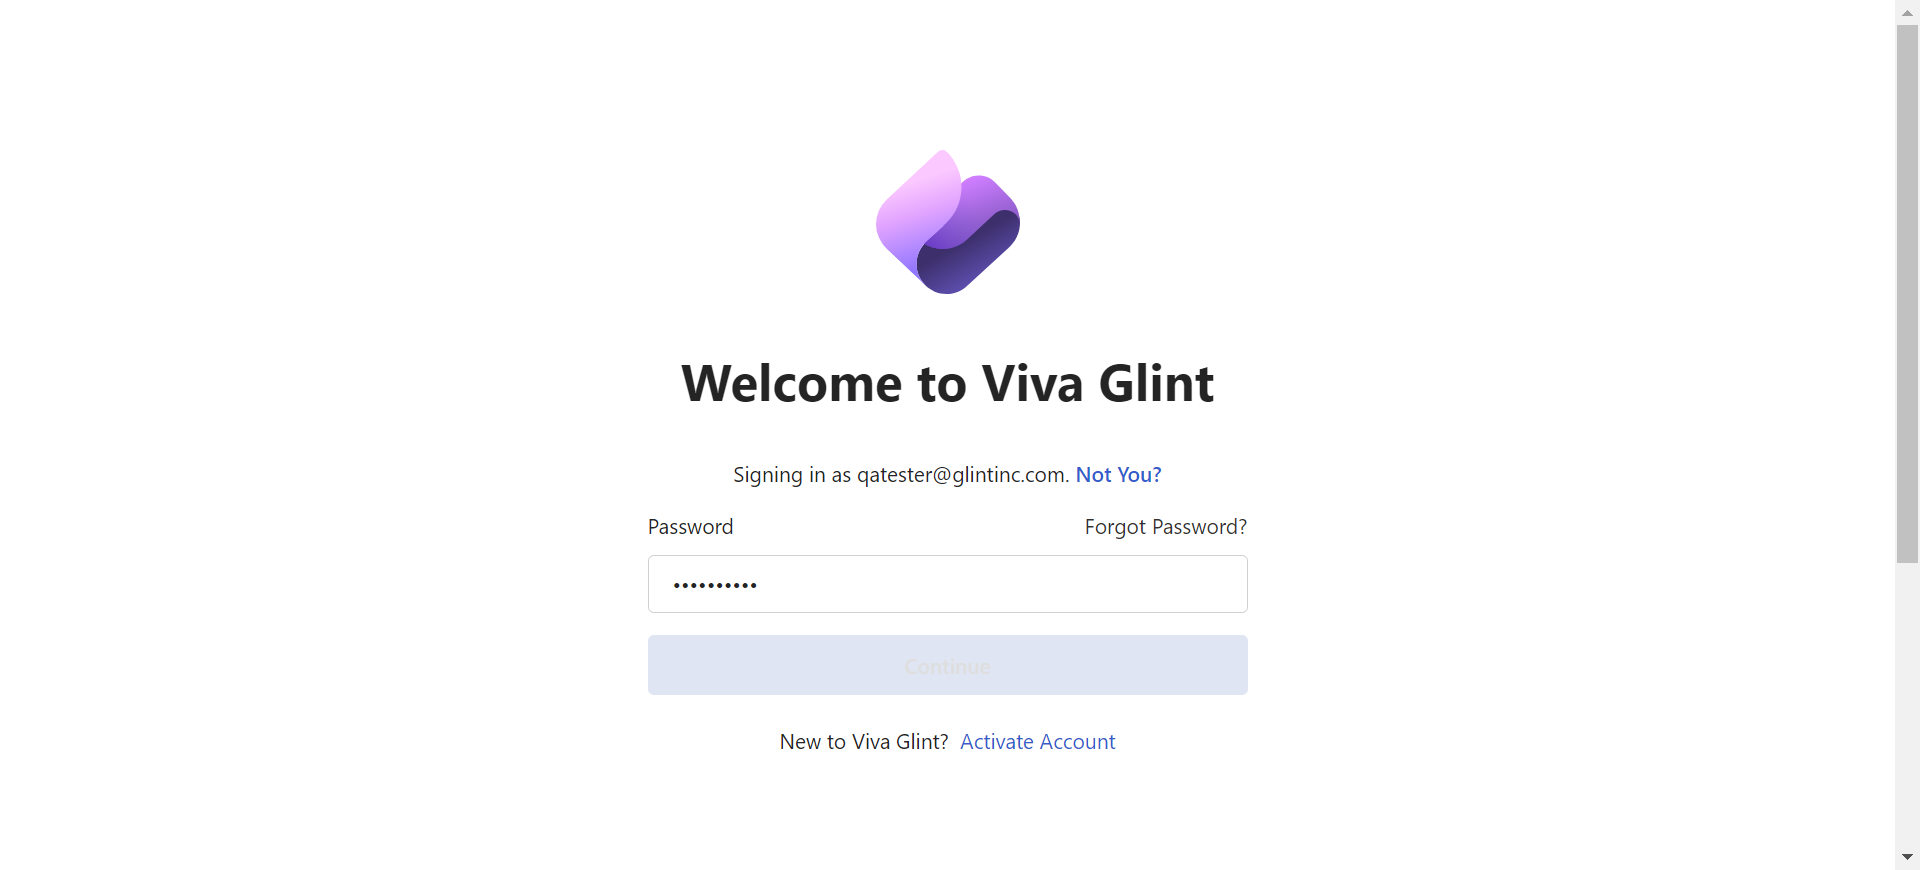 Welcome to Viva Glint
Signing in as qatester@glintinc.com. Not You?
Password Forgot Password?
••••••••••
Continue
New to Viva Glint? Activate Account